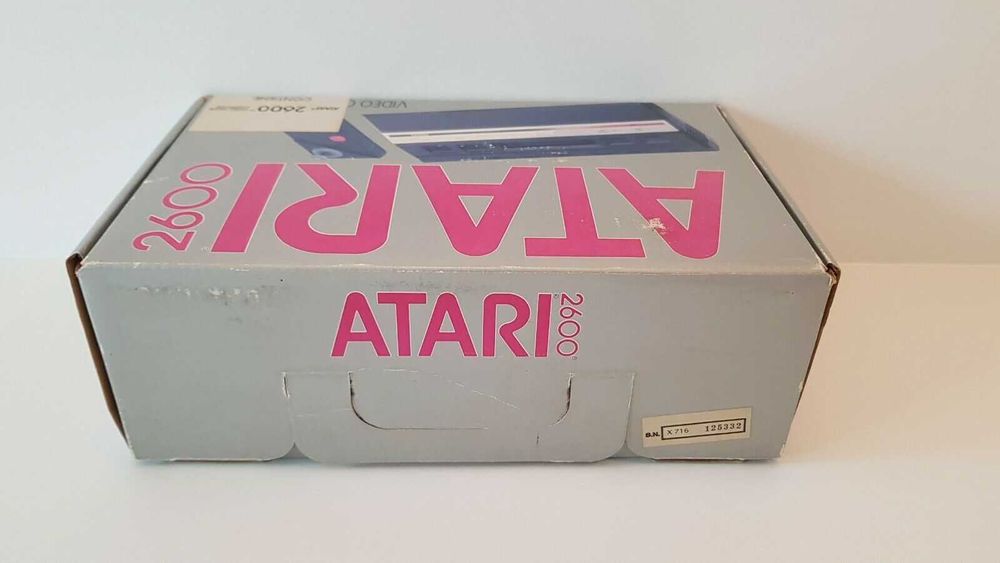 VIDEO C
2600
ATARI
2600
ATARI® 2600®
S.N. X716 125332